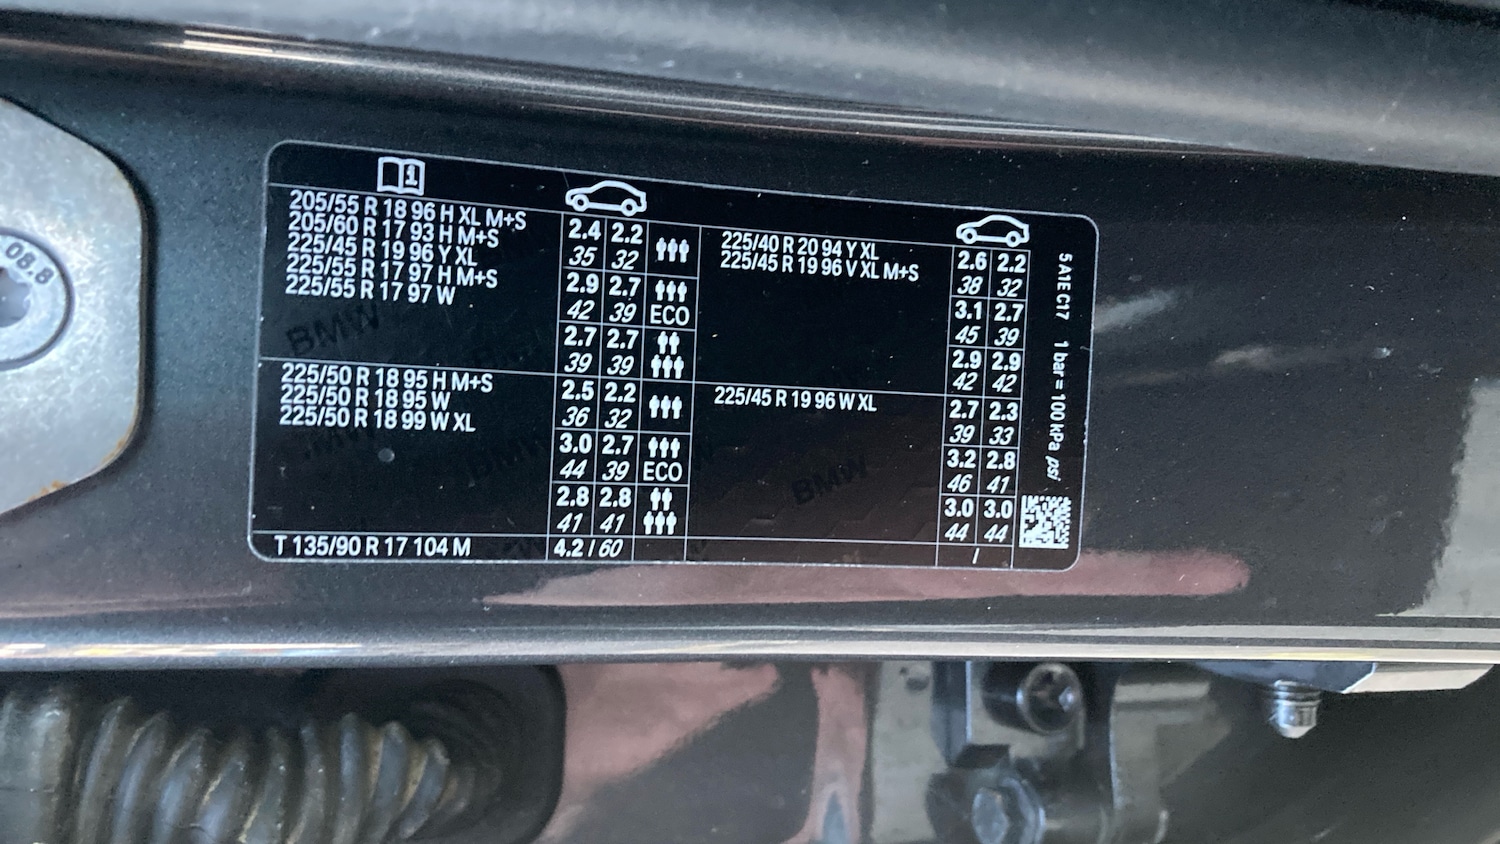 08.8
205/55 R 18 96 H XL M+S
205/60 R 17 93 H M+S
225/45 R 19 96 Y XL
225/55 R 17 97 H M+S
225/55 R 17 97 W
2.4 2.2
35 32
2.9 2.7
42 39 ECO
2.7 2.7
39 39
225/50 R 18 95 H M+S
225/50 R 18 95 W
225/50 R 18 99 W XL
2.5 2.2
36 32
3.0 2.7
44 39 ECO
2.8 2.8
41 41
T 135/90 R 17 104 M 4.2 / 60
225/40 R 20 94 Y XL
225/45 R 19 96 V XL M+S
2.6 2.2
38 32
3.1 2.7
45 39
2.9 2.9
42 42
225/45 R 19 96 W XL
2.7 2.3
39 33
3.2 2.8
46 41
3.0 3.0
44 44
/
5A1E C17 1 bar = 100 kPa psi
BMW
BMW
BMW